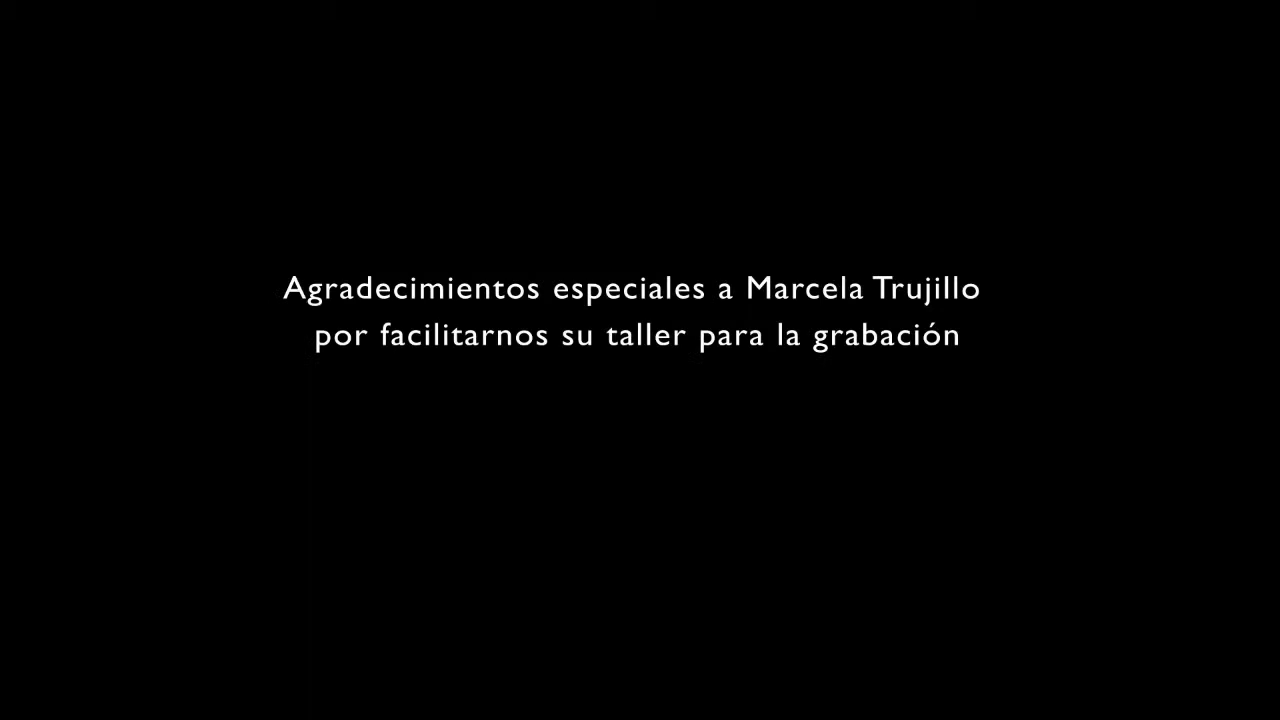 Agradecimientos especiales a Marcela Trujillo
por facilitarnos su taller para la grabación